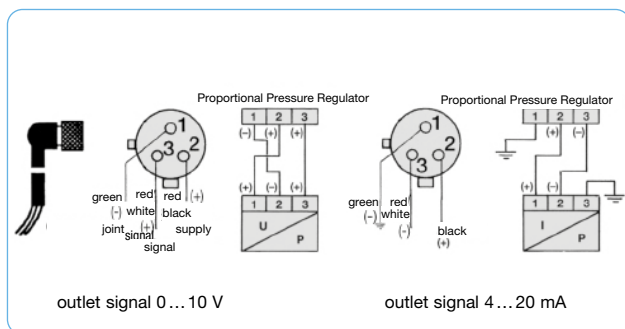 Proportional Pressure Regulator
1 2 3
(–) (+) (+)
1
3 2
green red/ red (+)
(-) white black
joint (+) supply
signal
signal
(+) (–) (+)
1 2 3
U
P
outlet signal 0…10 V
Proportional Pressure Regulator
1 2 3
(+) (–)
1
3 2
green red/
(–) white
(-) black
(+)
(+) (–)
1 2 3
I
P
outlet signal 4…20 mA